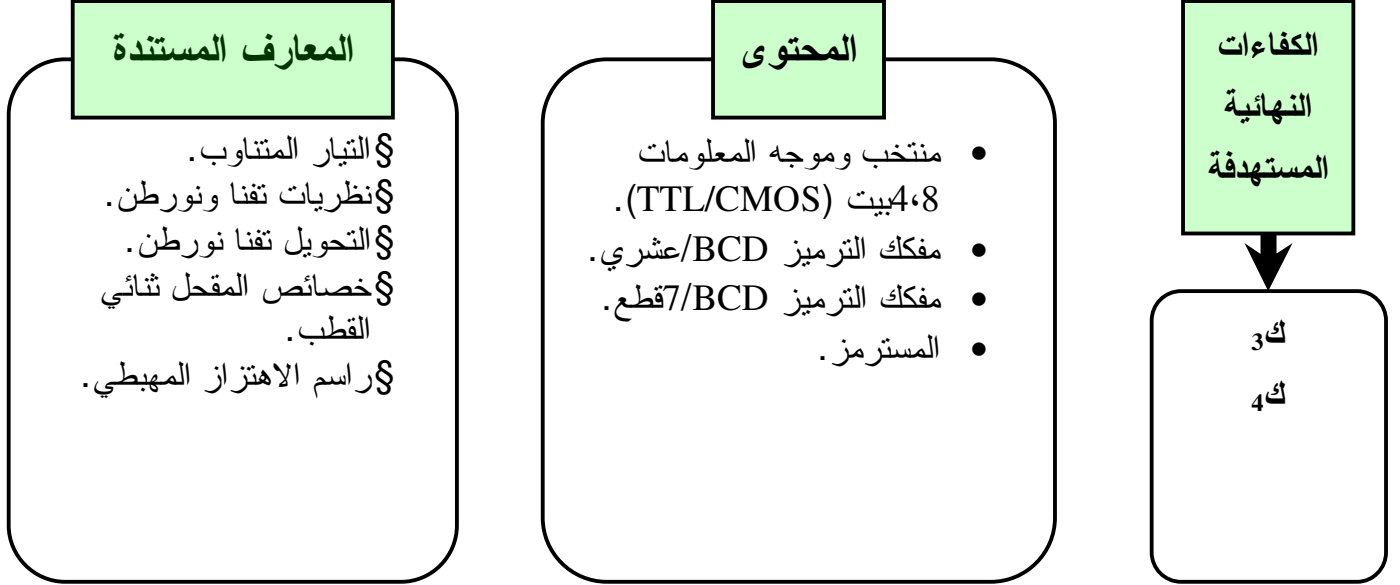 الكفاءات
النهائية
المستهدفة
ك3
ك4
المحتوى
• منتخب وموجه المعلومات
4،8بيت (TTL/CMOS).
• مفكك الترميز BCD/عشري.
• مفكك الترميز BCD/7قطع.
• المسترمز.
المعارف المستندة
§التيار المتناوب.
§نظريات تفنا ونورطن.
§التحويل تفنا نورطن.
§خصائص المقحل ثنائي
القطب.
§راسم الاهتزاز المهبطي.